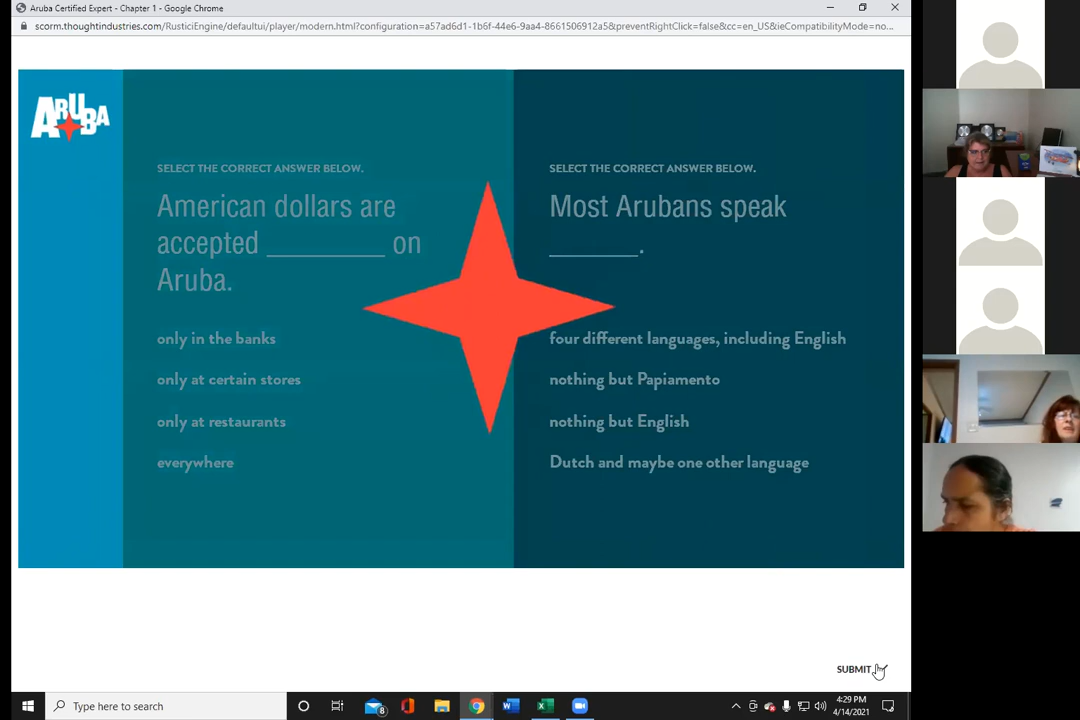 Aruba Certified Expert - Chapter 1 - Google Chrome
scorm.thoughtindustries.com/RusticiEngine/defaultui/player/modern.html?configuration=a57ad6d1-1b6f-44e6-9aa4-8661506912a5&preventRightClick=false&cc=en_US&ieCompatibilityMode=no...
ARUBA
SELECT THE CORRECT ANSWER BELOW.
American dollars are
accepted _________ on
Aruba.
only in the banks
only at certain stores
only at restaurants
everywhere
SELECT THE CORRECT ANSWER BELOW.
Most Arubans speak
_______.
four different languages, including English
nothing but Papiamento
nothing but English
Dutch and maybe one other language
SUBMIT
Type here to search
8
4:29 PM
4/14/2021